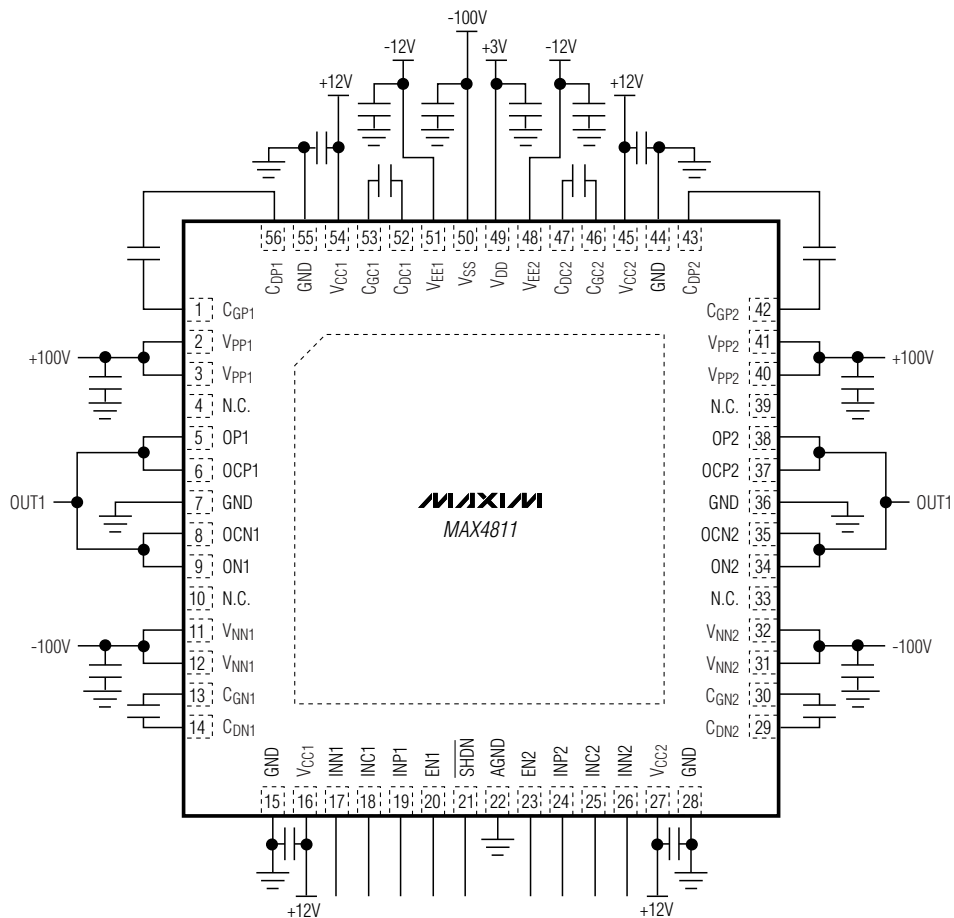 -100V
-12V +3V -12V
+12V +12V
56 55 54 53 52 51 50 49 48 47 46 45 44 43
CDP1 GND VCC1 CGC1 CDC1 VEE1 VSS VDD VEE2 CDC2 CGC2 VCC2 GND CDP2
1 CGP1 CGP2 42
2 VPP1 VPP2 41
+100V +100V
3 VPP1 VPP2 40
4 N.C. N.C. 39
5 OP1 OP2 38
6 OCP1 OCP2 37
OUT1 7 GND MAXIM GND 36 OUT1
MAX4811
8 OCN1 OCN2 35
9 ON1 ON2 34
10 N.C. N.C. 33
11 VNN1 VNN2 32
-100V -100V
12 VNN1 VNN2 31
13 CGN1 CGN2 30
14 CDN1 CDN2 29
GND VCC1 INN1 INC1 INP1 EN1 SHDN AGND EN2 INP2 INC2 INN2 VCC2 GND
15 16 17 18 19 20 21 22 23 24 25 26 27 28
+12V +12V